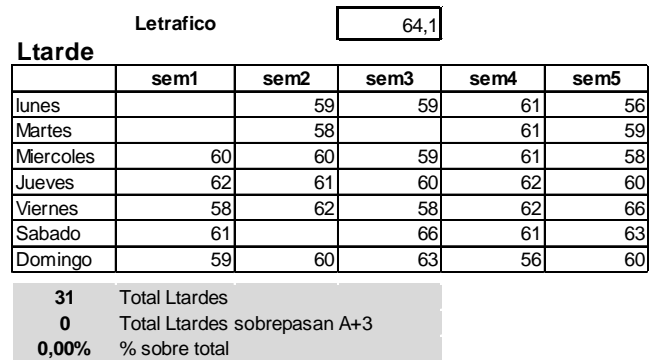 Letrafico 64,1
Ltarde
sem1 sem2 sem3 sem4 sem5
lunes 59 59 61 56
Martes 58 61 59
Miercoles 60 60 59 61 58
Jueves 62 61 60 62 60
Viernes 58 62 58 62 66
Sabado 61 66 61 63
Domingo 59 60 63 56 60
31 Total Ltardes
0 Total Ltardes sobrepasan A+3
0,00% % sobre total